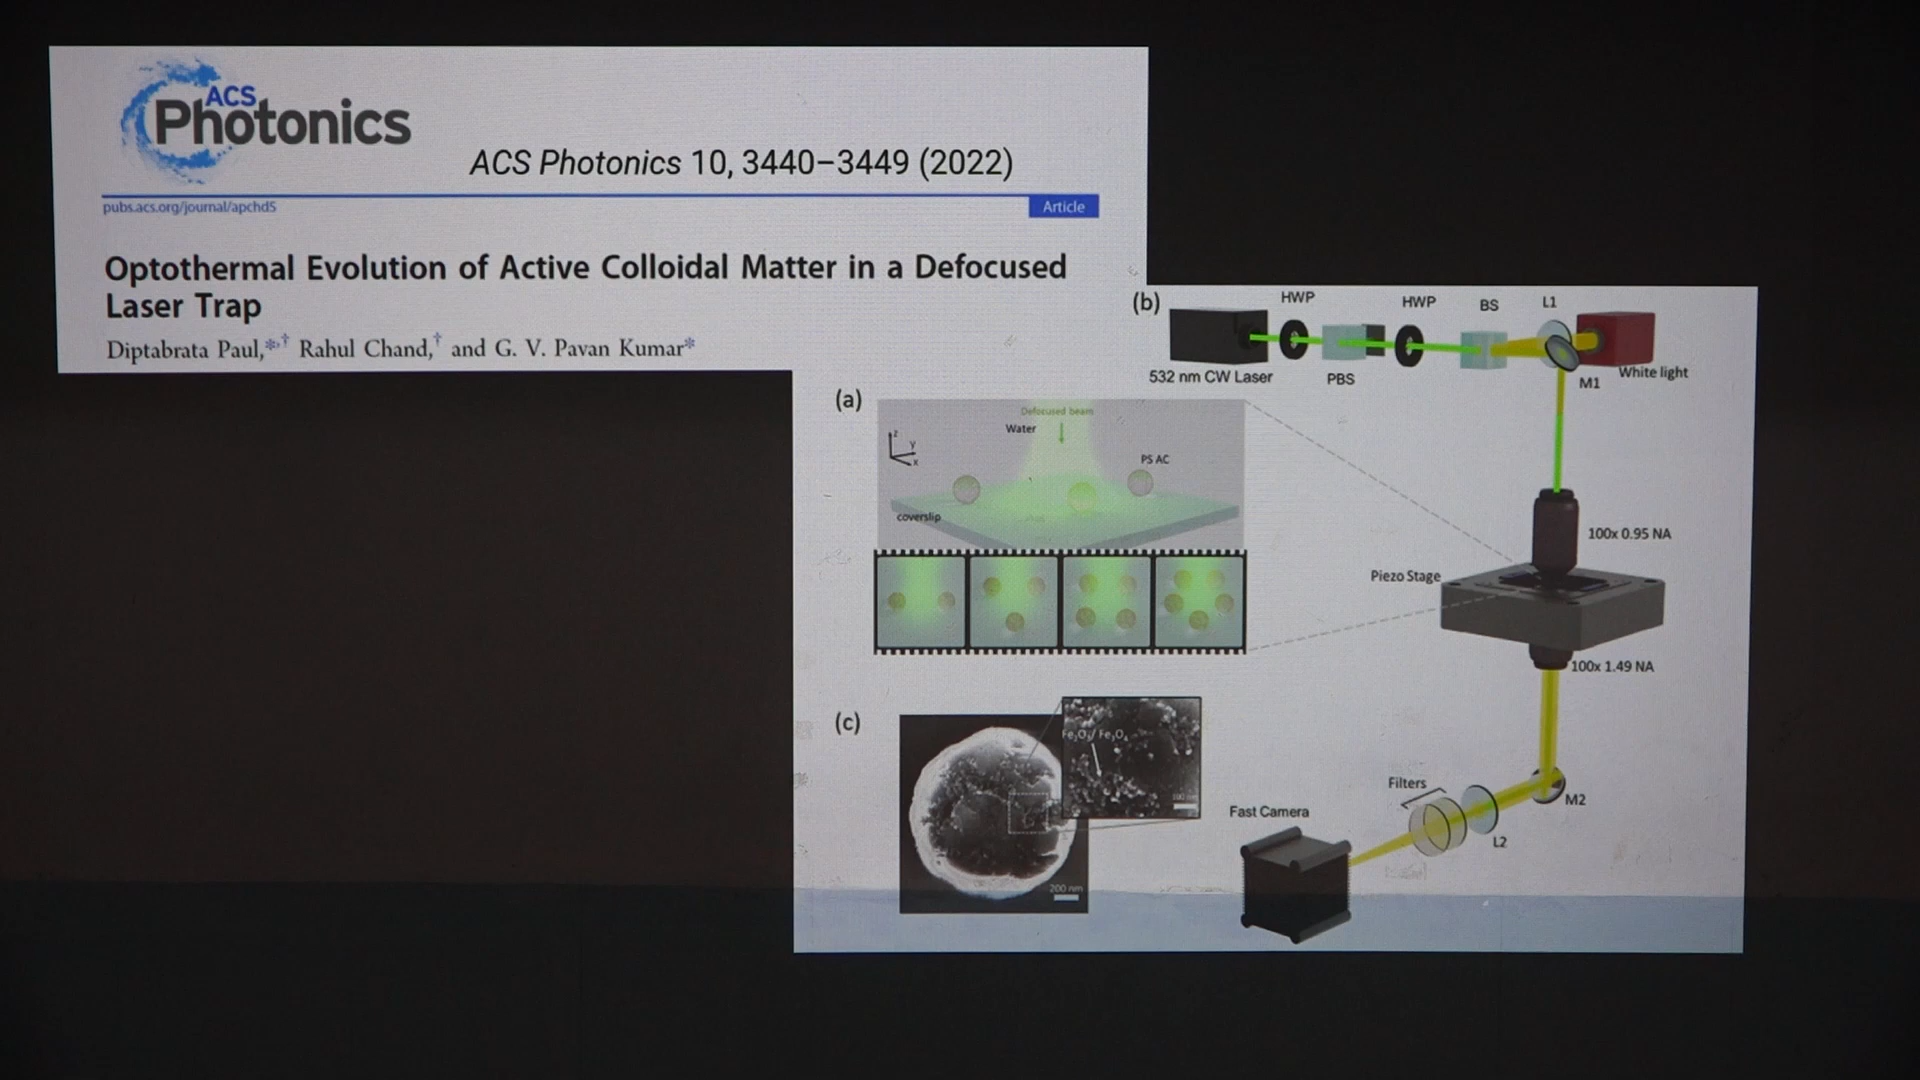 ACS
Photonics
ACS Photonics 10, 3440–3449 (2022)
pubs.acs.org/journal/apchd5
Article
Optothermal Evolution of Active Colloidal Matter in a Defocused
Laser Trap
Diptabrata Paul,*,† Rahul Chand,† and G. V. Pavan Kumar*
(b)
HWP
HWP
BS
L1
532 nm CW Laser
PBS
M1
White light
(a)
Defocused beam
Water
z
y
x
PS AC
coverslip
100x 0.95 NA
Piezo Stage
100x 1.49 NA
(c)
Fe2O3/ Fe3O4
100 nm
200 nm
Filters
M2
Fast Camera
L2